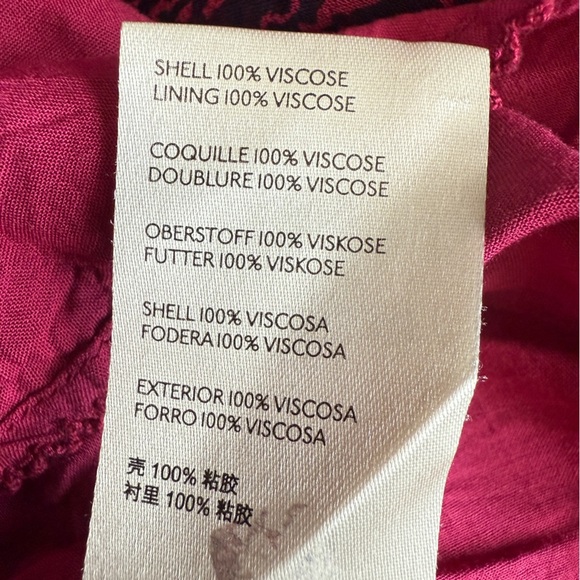 SHELL 100% VISCOSE
LINING 100% VISCOSE
COQUILLE 100% VISCOSE
DOUBLURE 100% VISCOSE
OBERSTOFF 100% VISKOSE
FUTTER 100% VISKOSE
SHELL 100% VISCOSA
FODERA 100% VISCOSA
EXTERIOR 100% VISCOSA
FORRO 100% VISCOSA
壳 100% 粘胶
衬里 100% 粘胶